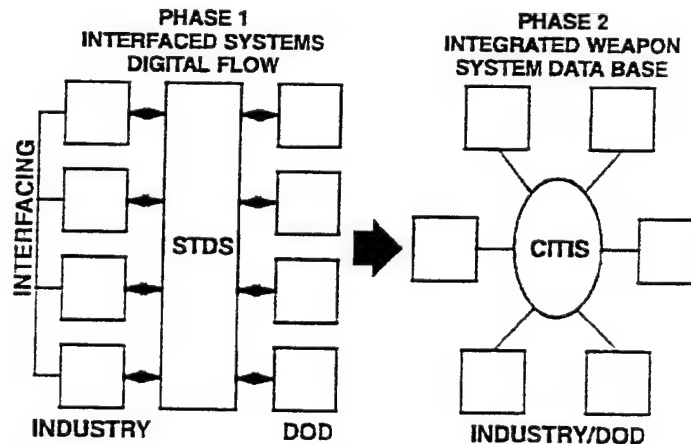 PHASE 1
INTERFACED SYSTEMS
DIGITAL FLOW
INTERFACING
STDS
INDUSTRY
DOD
PHASE 2
INTEGRATED WEAPON
SYSTEM DATA BASE
CITIS
INDUSTRY/DOD